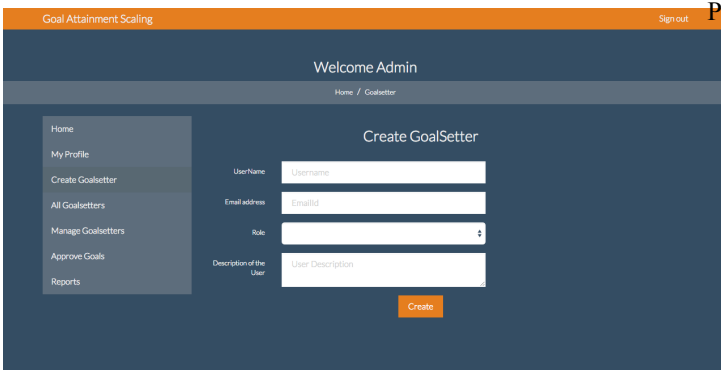 Goal Attainment Scaling Sign out P
Welcome Admin
Home / Goalsetter
Home
My Profile
Create Goalsetter
All Goalsetters
Manage Goalsetters
Approve Goals
Reports
Create GoalSetter
UserName Username
Email address EmailId
Role
Description of the User User Description
Create